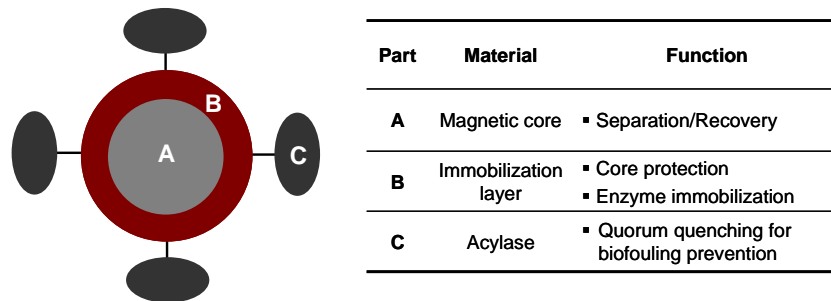 A
B
C
Part Material Function
A Magnetic core ▪ Separation/Recovery
B Immobilization layer ▪ Core protection
▪ Enzyme immobilization
C Acylase ▪ Quorum quenching for
biofouling prevention